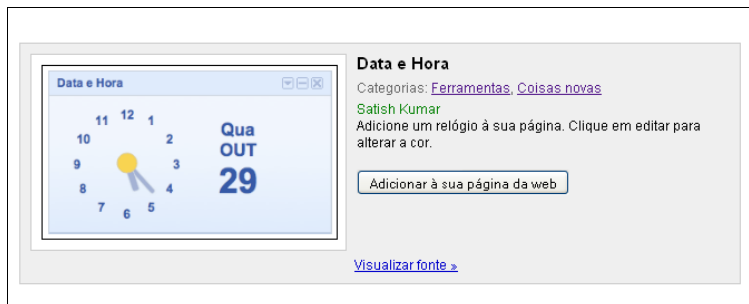 Data e Hora
12
11 1
10 2
9 3
8 4
7 5
6
Qua
OUT
29
Data e Hora
Categorias: Ferramentas, Coisas novas
Satish Kumar
Adicione um relógio à sua página. Clique em editar para
alterar a cor.
Adicionar à sua página da web
Visualizar fonte »